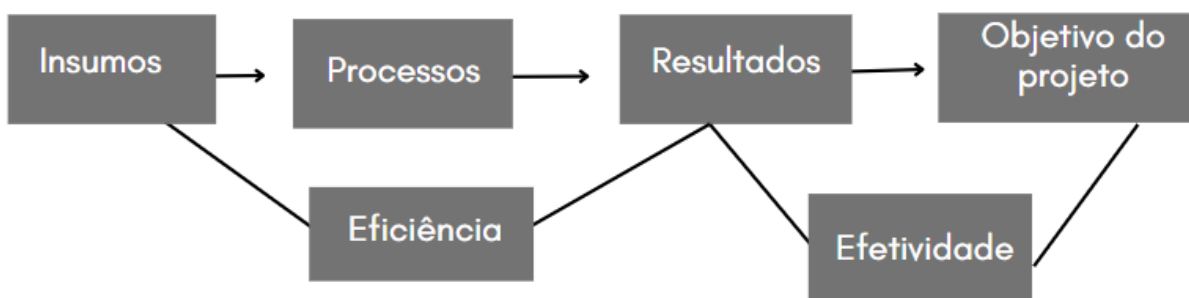 Insumos
Processos
Resultados
Objetivo do
projeto
Eficiência
Efetividade